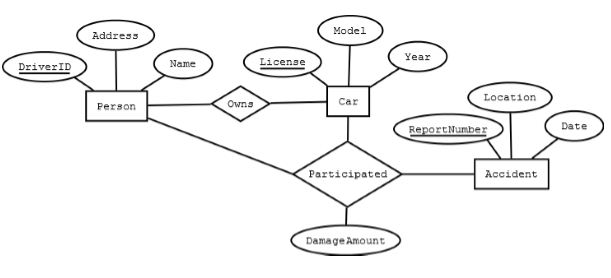 Address
Model
DriverID
Name
License
Year
Person
Owns
Car
Location
ReportNumber
Date
Participated
Accident
DamageAmount